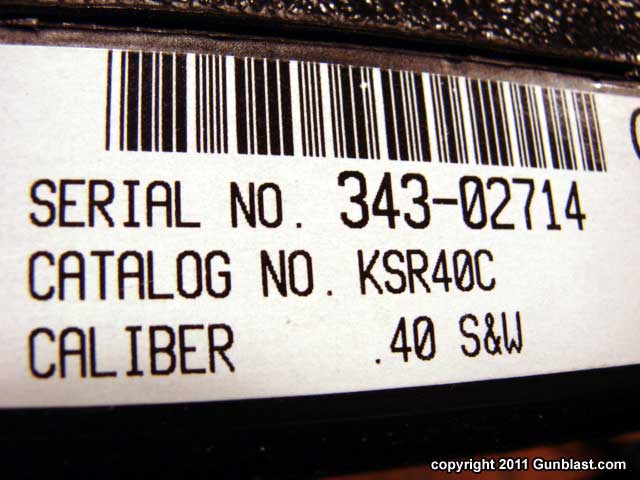 SERIAL NO. 343-02714
CATALOG NO. KSR40C
CALIBER .40 S&W
copyright 2011 Gunblast.com